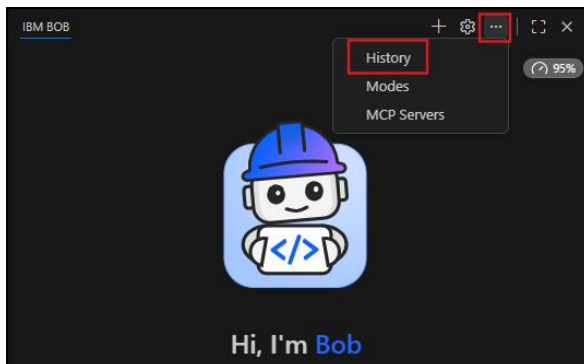 IBM BOB
History
Modes
MCP Servers
95%
</>
Hi, I'm Bob